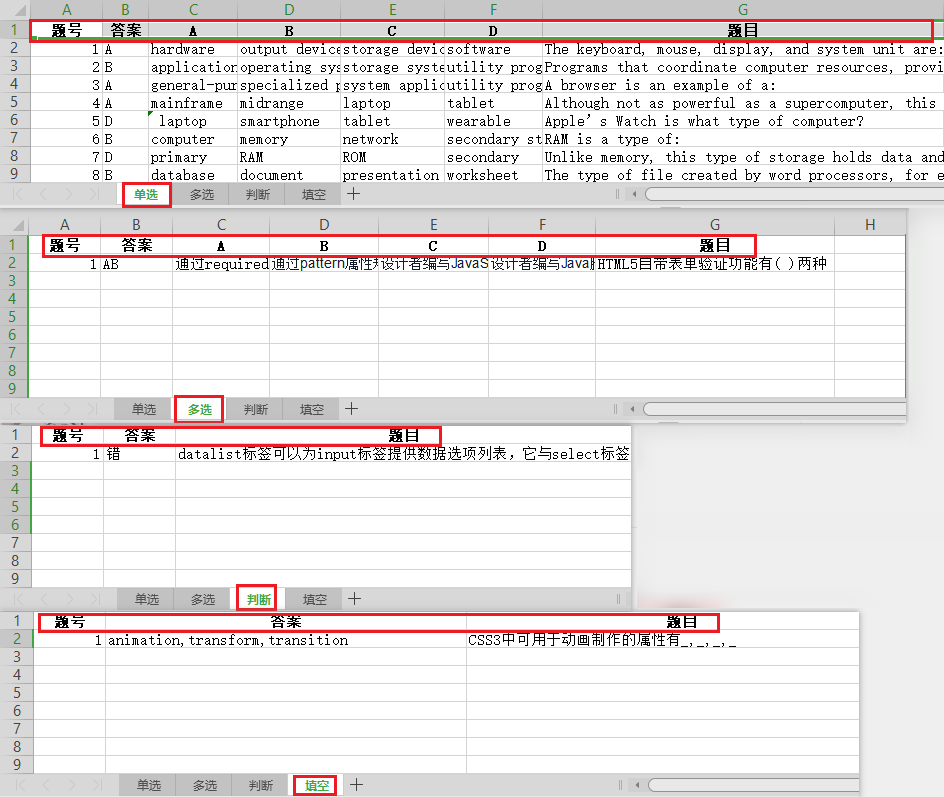 A B C D E F G
1 题号 答案 A B C D 题目
2 1 A hardware output device storage devic software The keyboard, mouse, display, and system unit are:
3 2 B application operating sys storage syste utility prog Programs that coordinate computer resources, provi
4 3 A general-pur specialized p system applic utility prog A browser is an example of a:
5 4 A mainframe midrange laptop tablet Although not as powerful as a supercomputer, this
6 5 D laptop smartphone tablet wearable Apple's Watch is what type of computer?
7 6 B computer memory network secondary st RAM is a type of:
8 7 D primary RAM ROM secondary Unlike memory, this type of storage holds data and
9 8 B database document presentation worksheet The type of file created by word processors, for e
单选 多选 判断 填空 +
A B C D E F G H
1 题号 答案 A B C D 题目
2 1 AB 通过required 通过pattern属性 设计者编写JavaS 设计者编写Java HTML5自带表单验证功能有( )两种
3
4
5
6
7
8
9
单选 多选 判断 填空 +
1 题号 答案 题目
2 1 错 datalist标签可以为input标签提供数据选项列表，它与select标签
3
4
5
6
7
8
9
单选 多选 判断 填空 +
1 题号 答案 题目
2 1 animation,transform,transition CSS3中可用于动画制作的属性有_,_,_,_
3
4
5
6
7
8
9
单选 多选 判断 填空 +